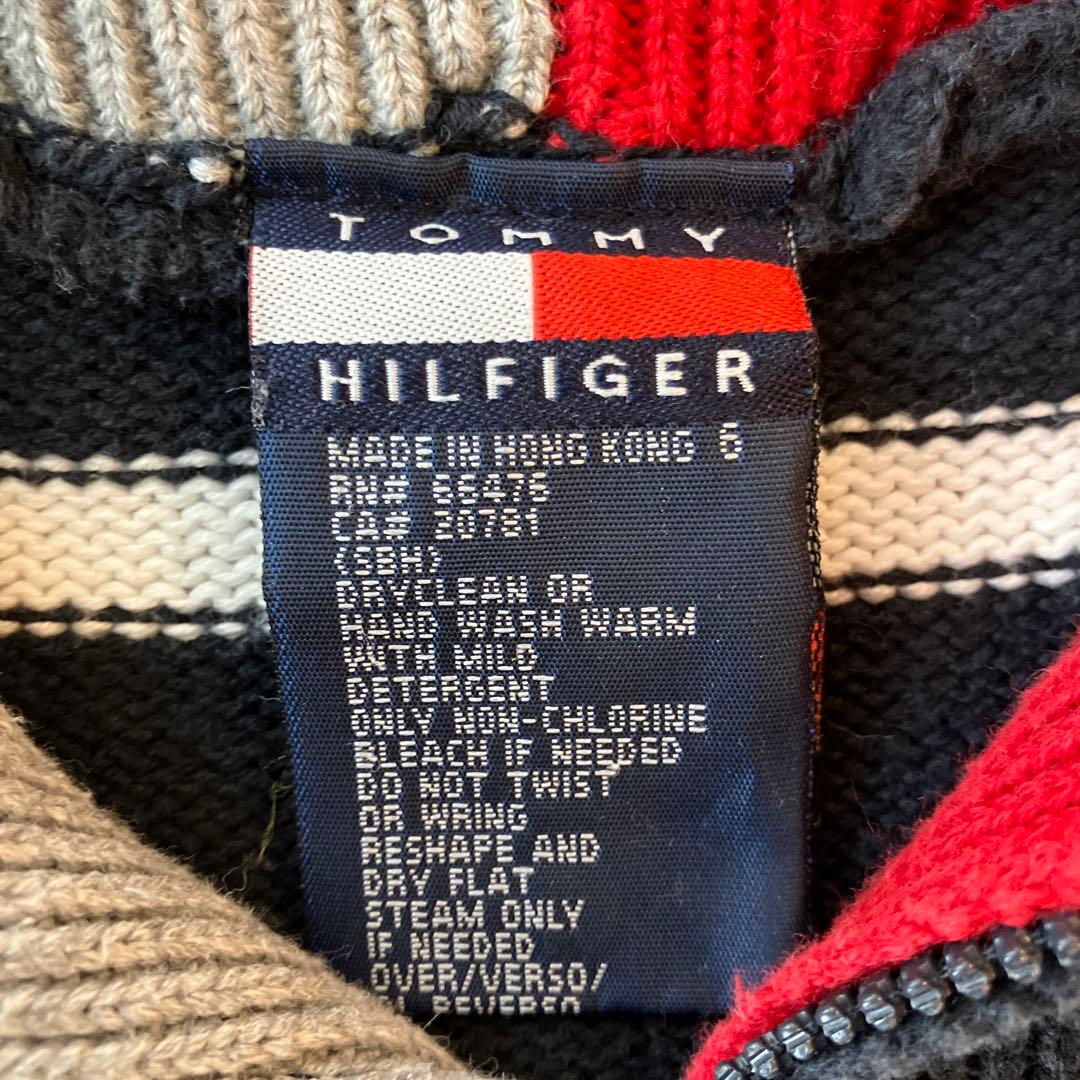 TOMMY
HILFIGER
MADE IN HONG KONG 6
RN# 86476
CA# 20781
(SBH)
DRYCLEAN OR
HAND WASH WARM
WITH MILD
DETERGENT
ONLY NON-CHLORINE
BLEACH IF NEEDED
DO NOT TWIST
OR WRING
RESHAPE AND
DRY FLAT
STEAM ONLY
IF NEEDED
OVER/VERSO/
REVERSO